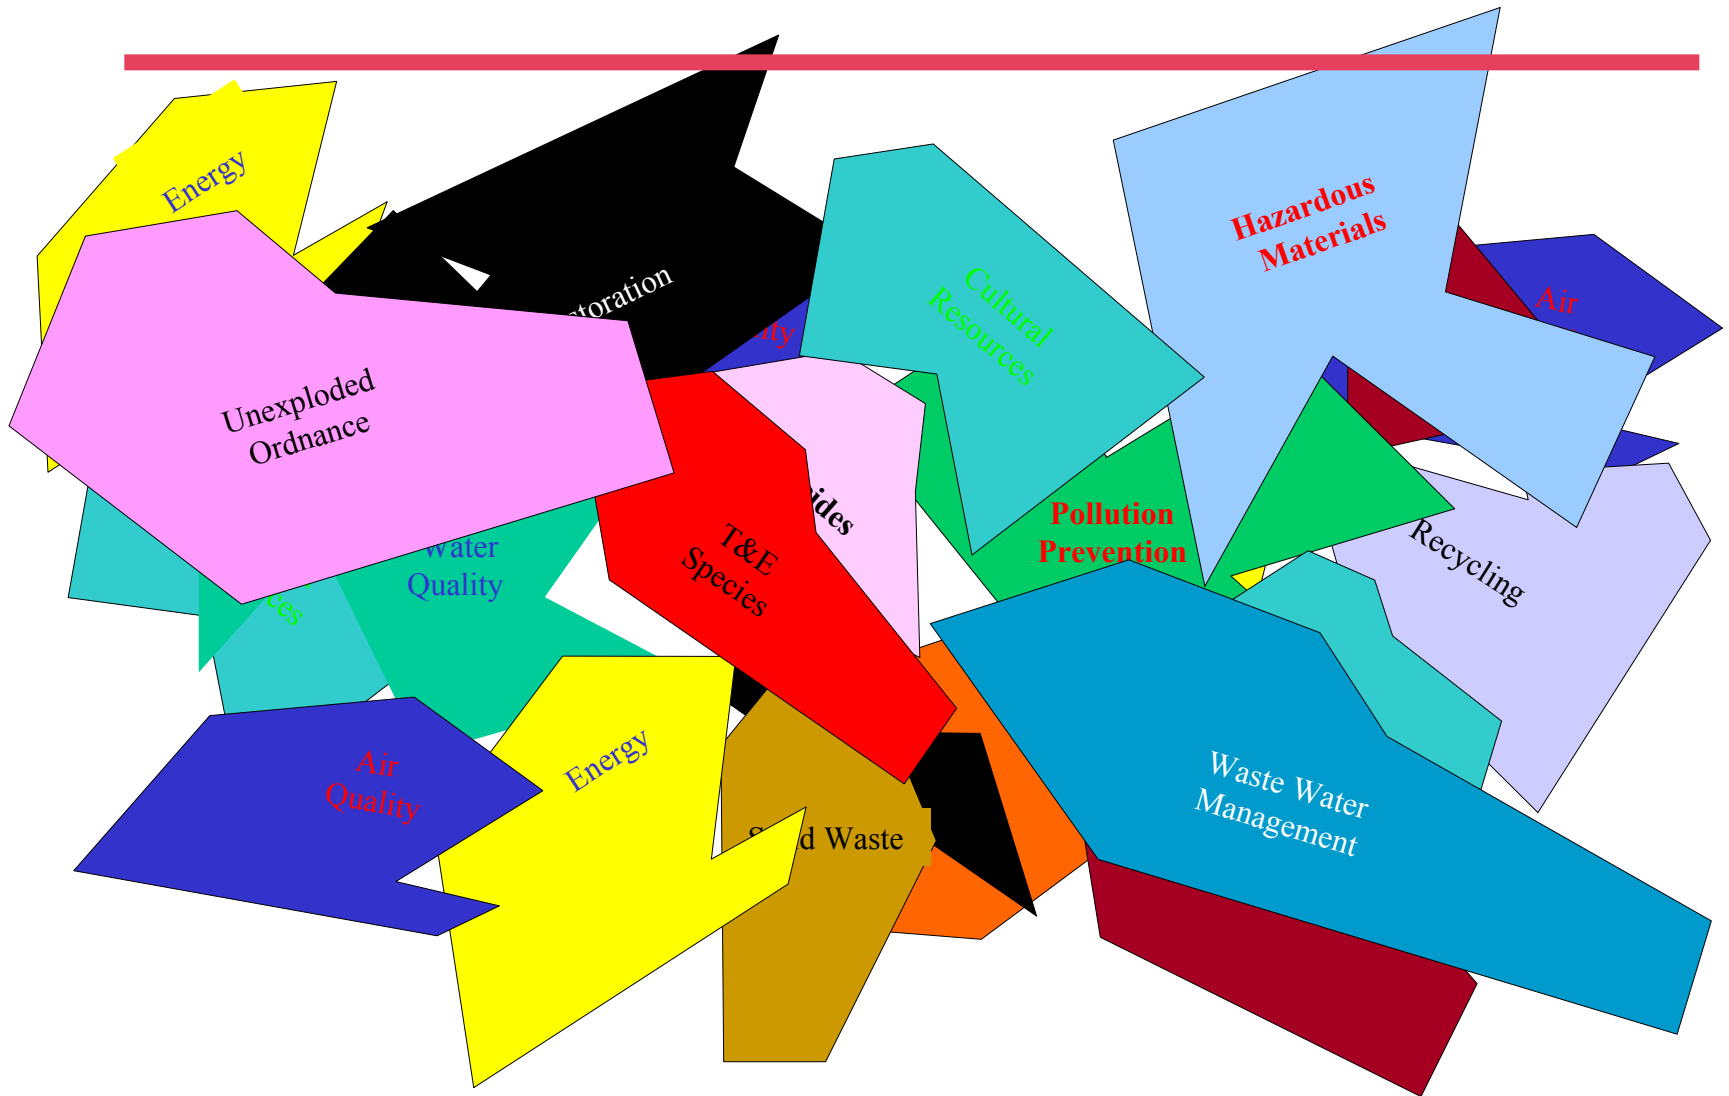 Energy
Hazardous
Materials
Cultural
Resources
Air
Unexploded
Ordnance
Pollution
Prevention
T&E
Species
Recycling
Water
Quality
Air
Quality
Energy
Waste Water
Management
Waste